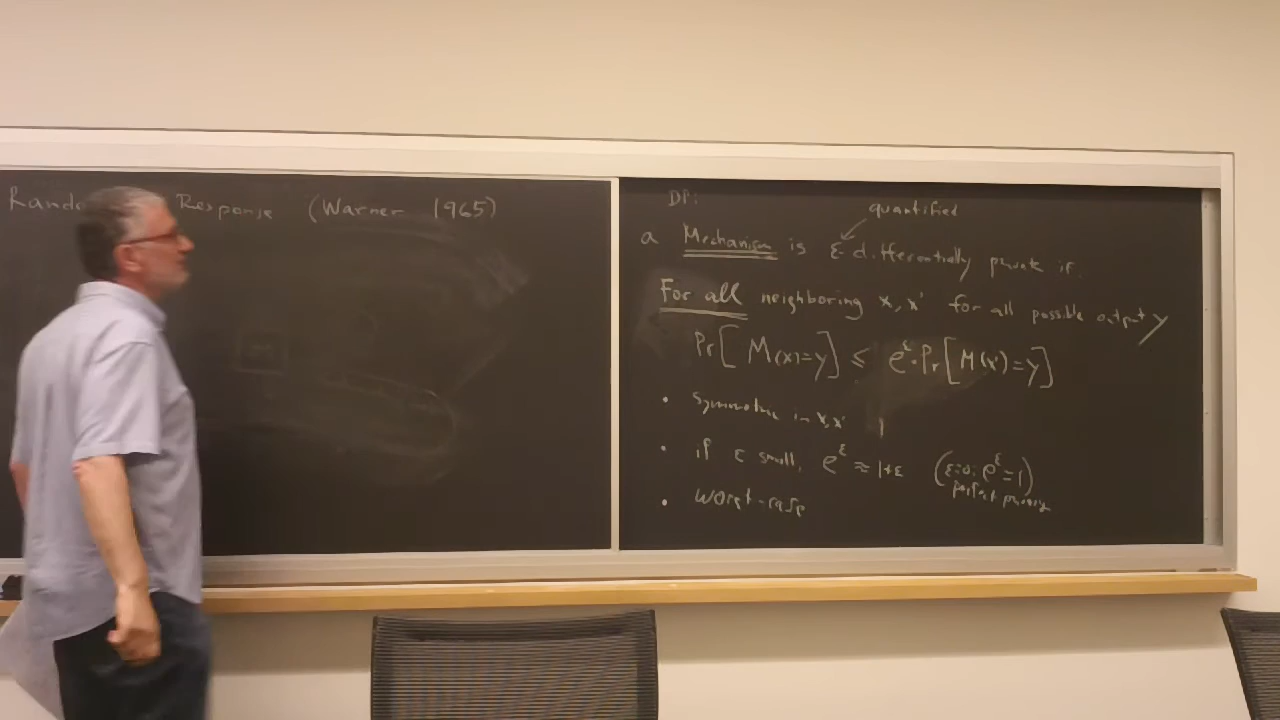 Rando Response (Warner 1965)
DP:
quantified
a Mechanism is ε differentially private if.
For all neighboring x, x' for all possible output y
Pr[M(x)=y] ≤ e^ε·Pr[M(x')=y]
• Symmetric in x,x'
• if ε small, e^ε ≈ 1+ε (ε=0: e^ε=1)
perfect privacy
• worst-case